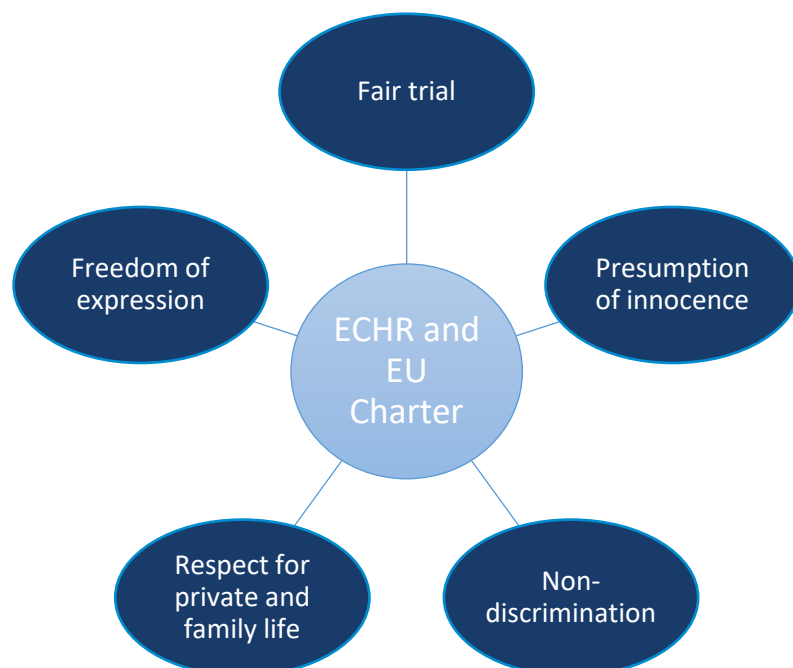 Fair trial
Freedom of
expression
Presumption
of innocence
ECHR and
EU
Charter
Respect for
private and
family life
Non-
discrimination